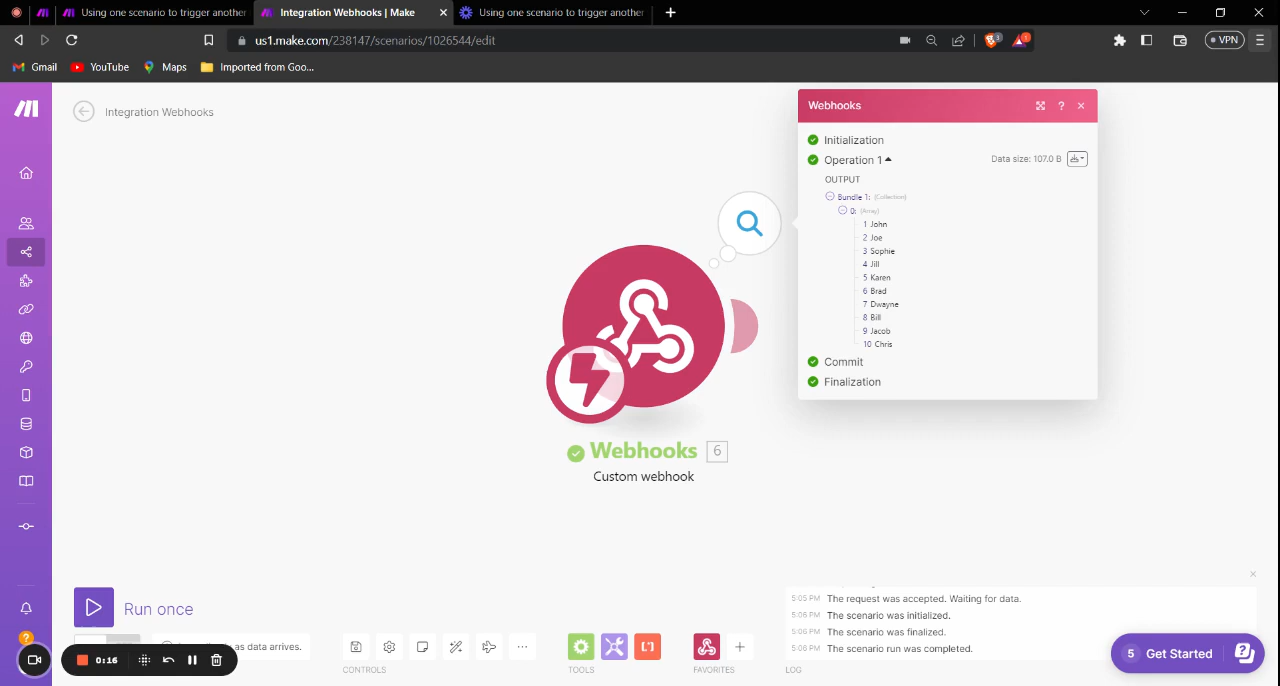 Using one scenario to trigger another
Integration Webhooks | Make
Using one scenario to trigger another
us1.make.com/238147/scenarios/1026544/edit
3
1
VPN
Gmail
YouTube
Maps
Imported from Goo...
Integration Webhooks
Webhooks
?
Initialization
Operation 1
Data size: 107.0 B
OUTPUT
Bundle 1: (Collection)
0: (Array)
1 John
2 Joe
3 Sophie
4 Jill
5 Karen
6 Brad
7 Dwayne
8 Bill
9 Jacob
10 Chris
Commit
Finalization
Webhooks 6
Custom webhook
Run once
as data arrives.
0:16
?
CONTROLS
TOOLS
FAVORITES
LOG
5:05 PM The request was accepted. Waiting for data.
5:06 PM The scenario was initialized.
5:06 PM The scenario was finalized.
5:06 PM The scenario run was completed.
5 Get Started